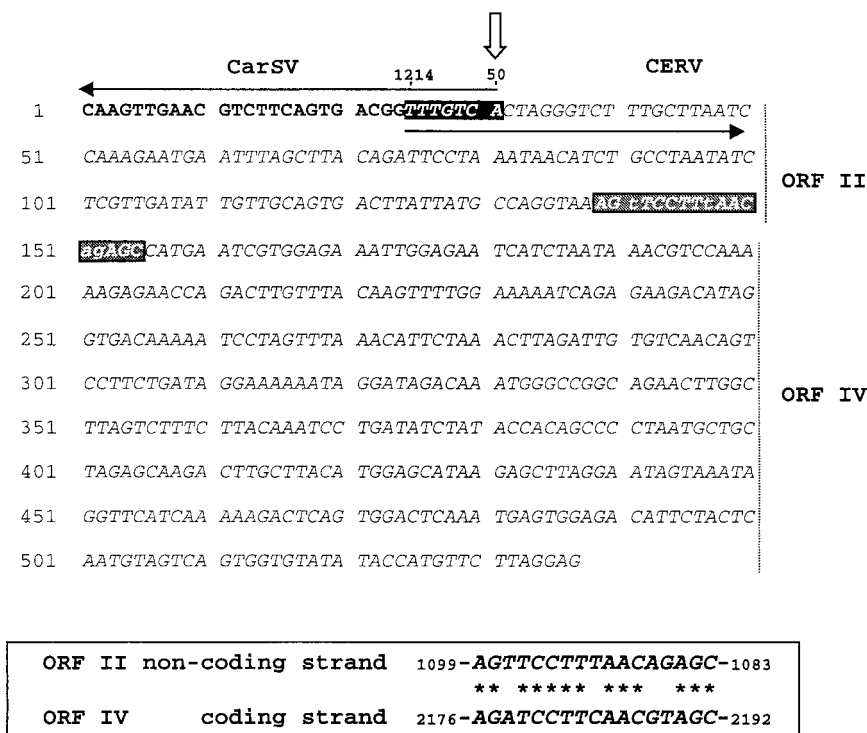 CarSV 1214 50 CERV
1 CAAGTTGAAC GTCTTCAGTG ACGGTTTGTC ACTAGGGTCT TTGCTTAATC
51 CAAAGAATGA ATTTAGCTTA CAGATTCCTA AATAACATCT GCCTAATATC
ORF II
101 TCGTTGATAT TGTTGCAGTG ACTTATTATG CCAGGTAAAG tTCCTTtAAC
151 agAGCCATGA ATCGTGGAGA AATTGGAGAA TCATCTAATA AACGTCCAAA
201 AAGAGAACCA GACTTGTTTA CAAGTTTTGG AAAAATCAGA GAAGACATAG
251 GTGACAAAAA TCCTAGTTTA AACATTCTAA ACTTAGATTG TGTCAACAGT
301 CCTTCTGATA GGAAAAAATA GGATAGACAA ATGGGCCGGC AGAACTTGGC
ORF IV
351 TTAGTCTTTC TTACAAATCC TGATATCTAT ACCACAGCCC CTAATGCTGC
401 TAGAGCAAGA CTTGCTTACA TGGAGCATAA GAGCTTAGGA ATAGTAAATA
451 GGTTCATCAA AAAGACTCAG TGGACTCAAA TGAGTGGAGA CATTCTACTC
501 AATGTAGTCA GTGGTGTATA TACCATGTTC TTAGGAG
ORF II non-coding strand 1099-AGTTCCTTTAACAGAGC-1083
** ***** *** ***
ORF IV coding strand 2176-AGATCCTTCAACGTAGC-2192